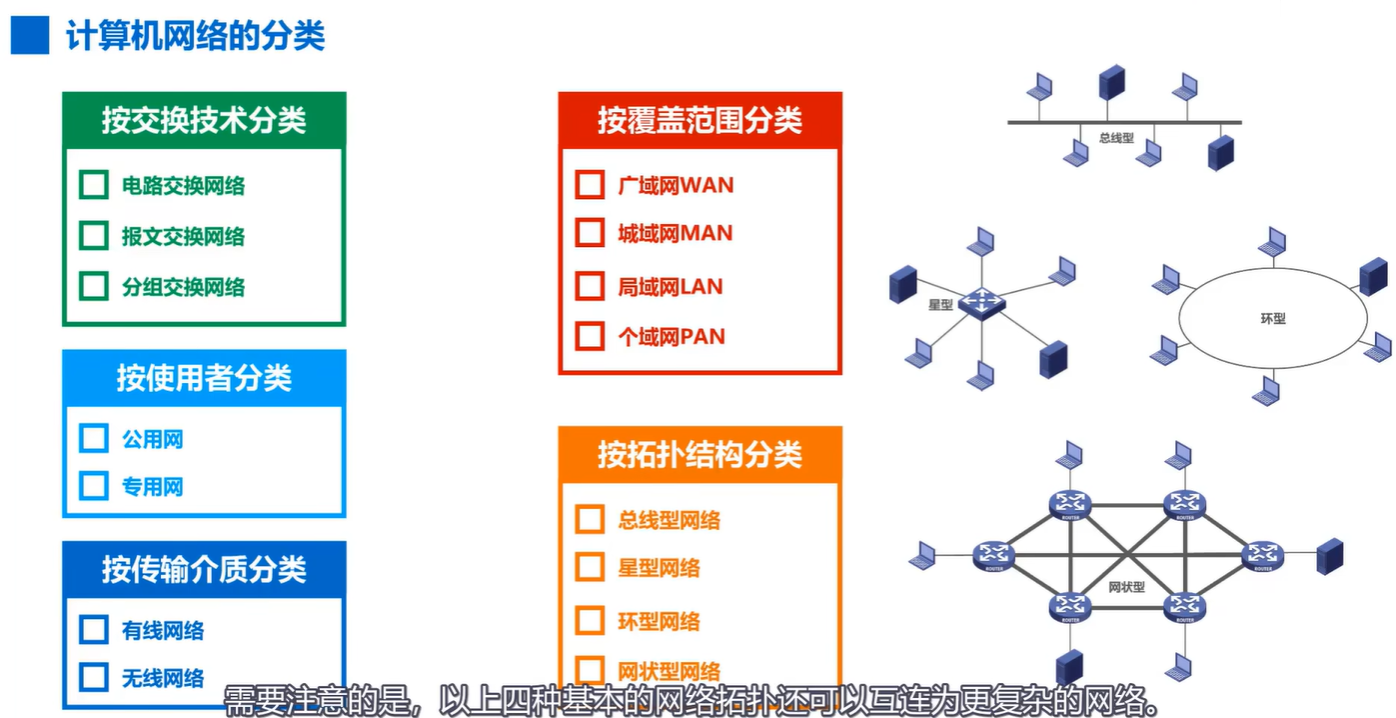 计算机网络的分类
按交换技术分类
电路交换网络
报文交换网络
分组交换网络
按使用者分类
公用网
专用网
按传输介质分类
有线网络
无线网络
按覆盖范围分类
广域网WAN
城域网MAN
局域网LAN
个域网PAN
按拓扑结构分类
总线型网络
星型网络
环型网络
网状型网络
总线型
星型
环型
ROUTER
ROUTER
ROUTER
ROUTER
网状型
ROUTER
ROUTER
需要注意的是，以上四种基本的网络拓扑还可以互连为更复杂的网络。